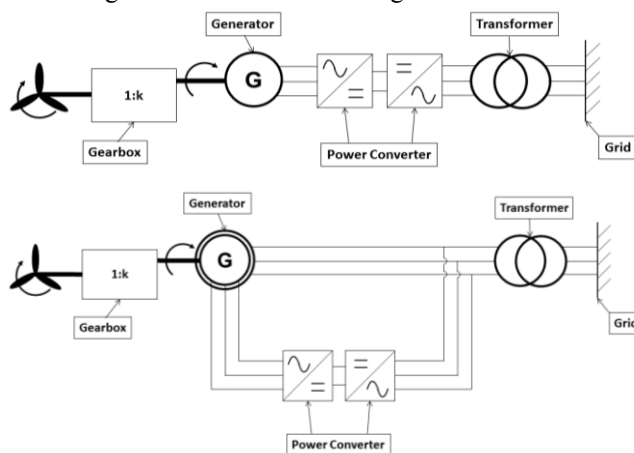 Generator
Transformer
G
1:k
Gearbox
Power Converter
Grid
Generator
Transformer
G
1:k
Gearbox
Grid
Power Converter